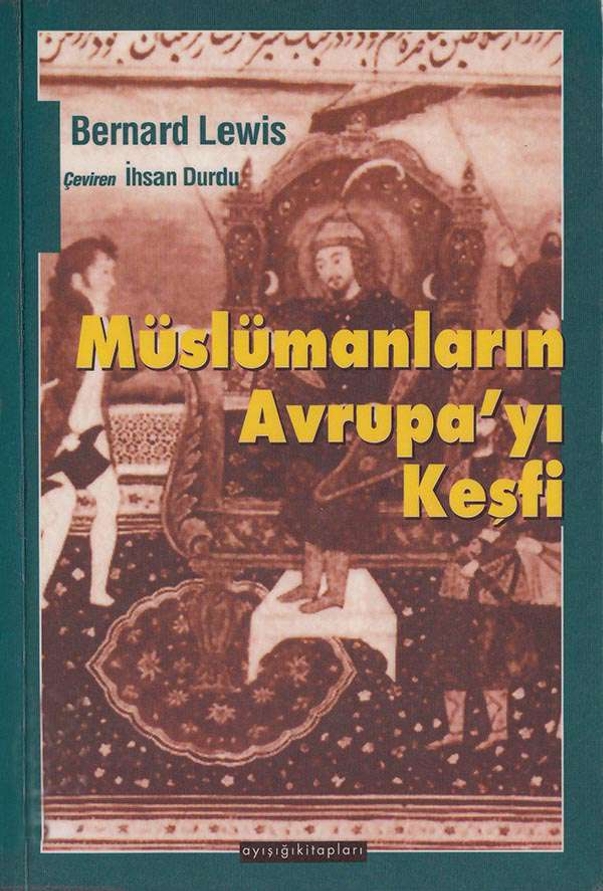 Bernard Lewis
Çeviren İhsan Durdu
Müslümanların
Avrupa'yı
Keşfi
ayışığıkitapları